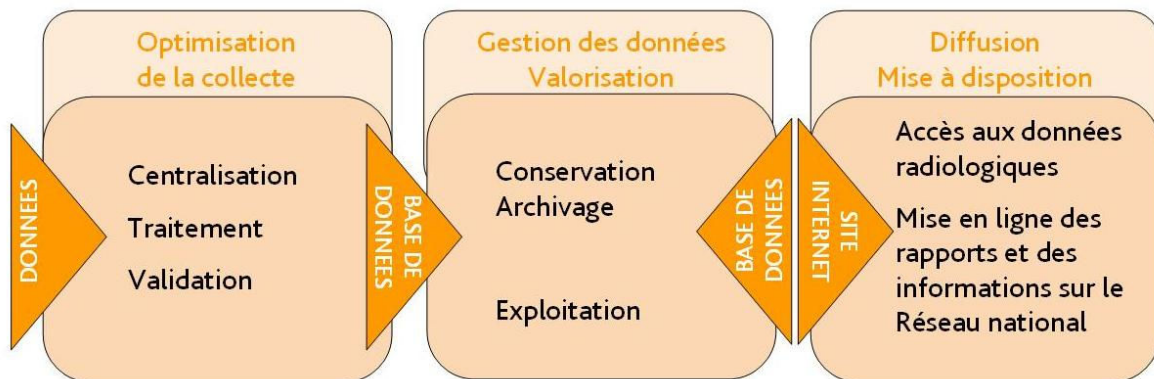 Optimisation
de la collecte
DONNEES
Centralisation
Traitement
Validation
BASE DE
DONNEES
Gestion des données
Valorisation
Conservation
Archivage
Exploitation
BASE DE
DONNEES
SITE
INTERNET
Diffusion
Mise à disposition
Accès aux données
radiologiques
Mise en ligne des
rapports et des
informations sur le
Réseau national